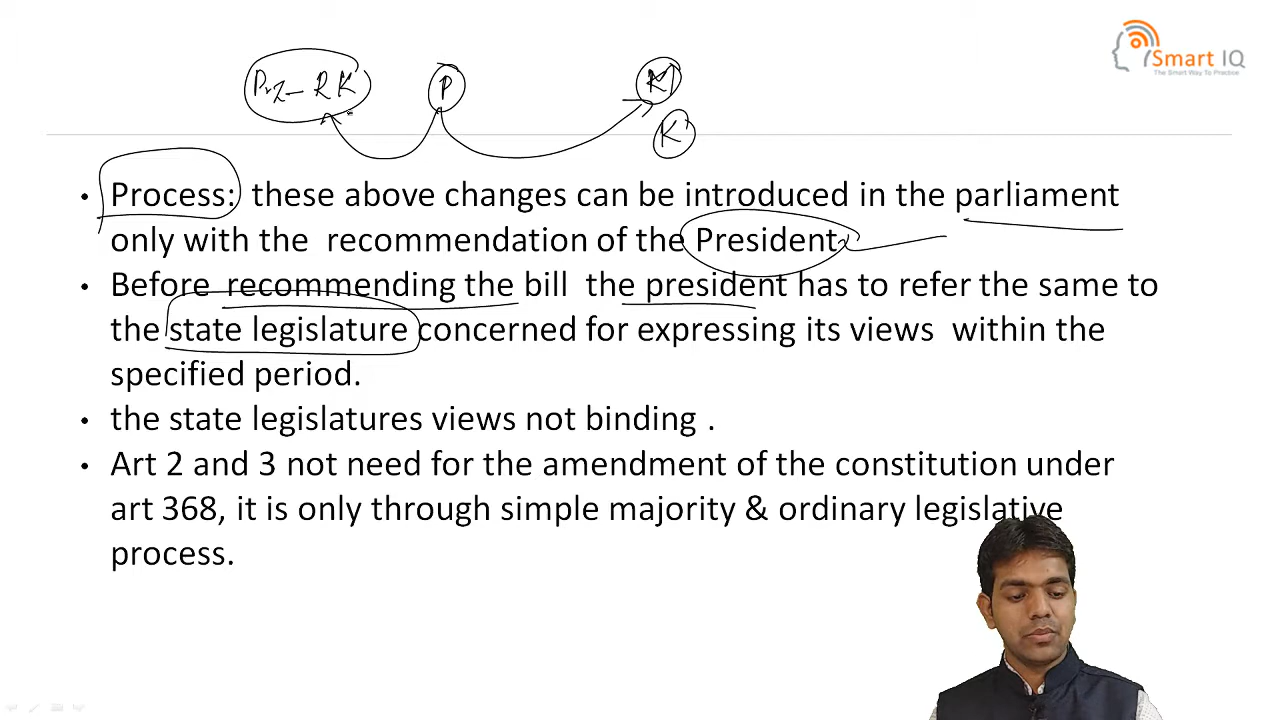 Smart IQ
The Smart Way To Practice
P
K
Process: these above changes can be introduced in the parliament
only with the recommendation of the President
Before recommending the bill the president has to refer the same to
the state legislature concerned for expressing its views within the
specified period.
the state legislatures views not binding .
Art 2 and 3 not need for the amendment of the constitution under
art 368, it is only through simple majority & ordinary legislative
process.